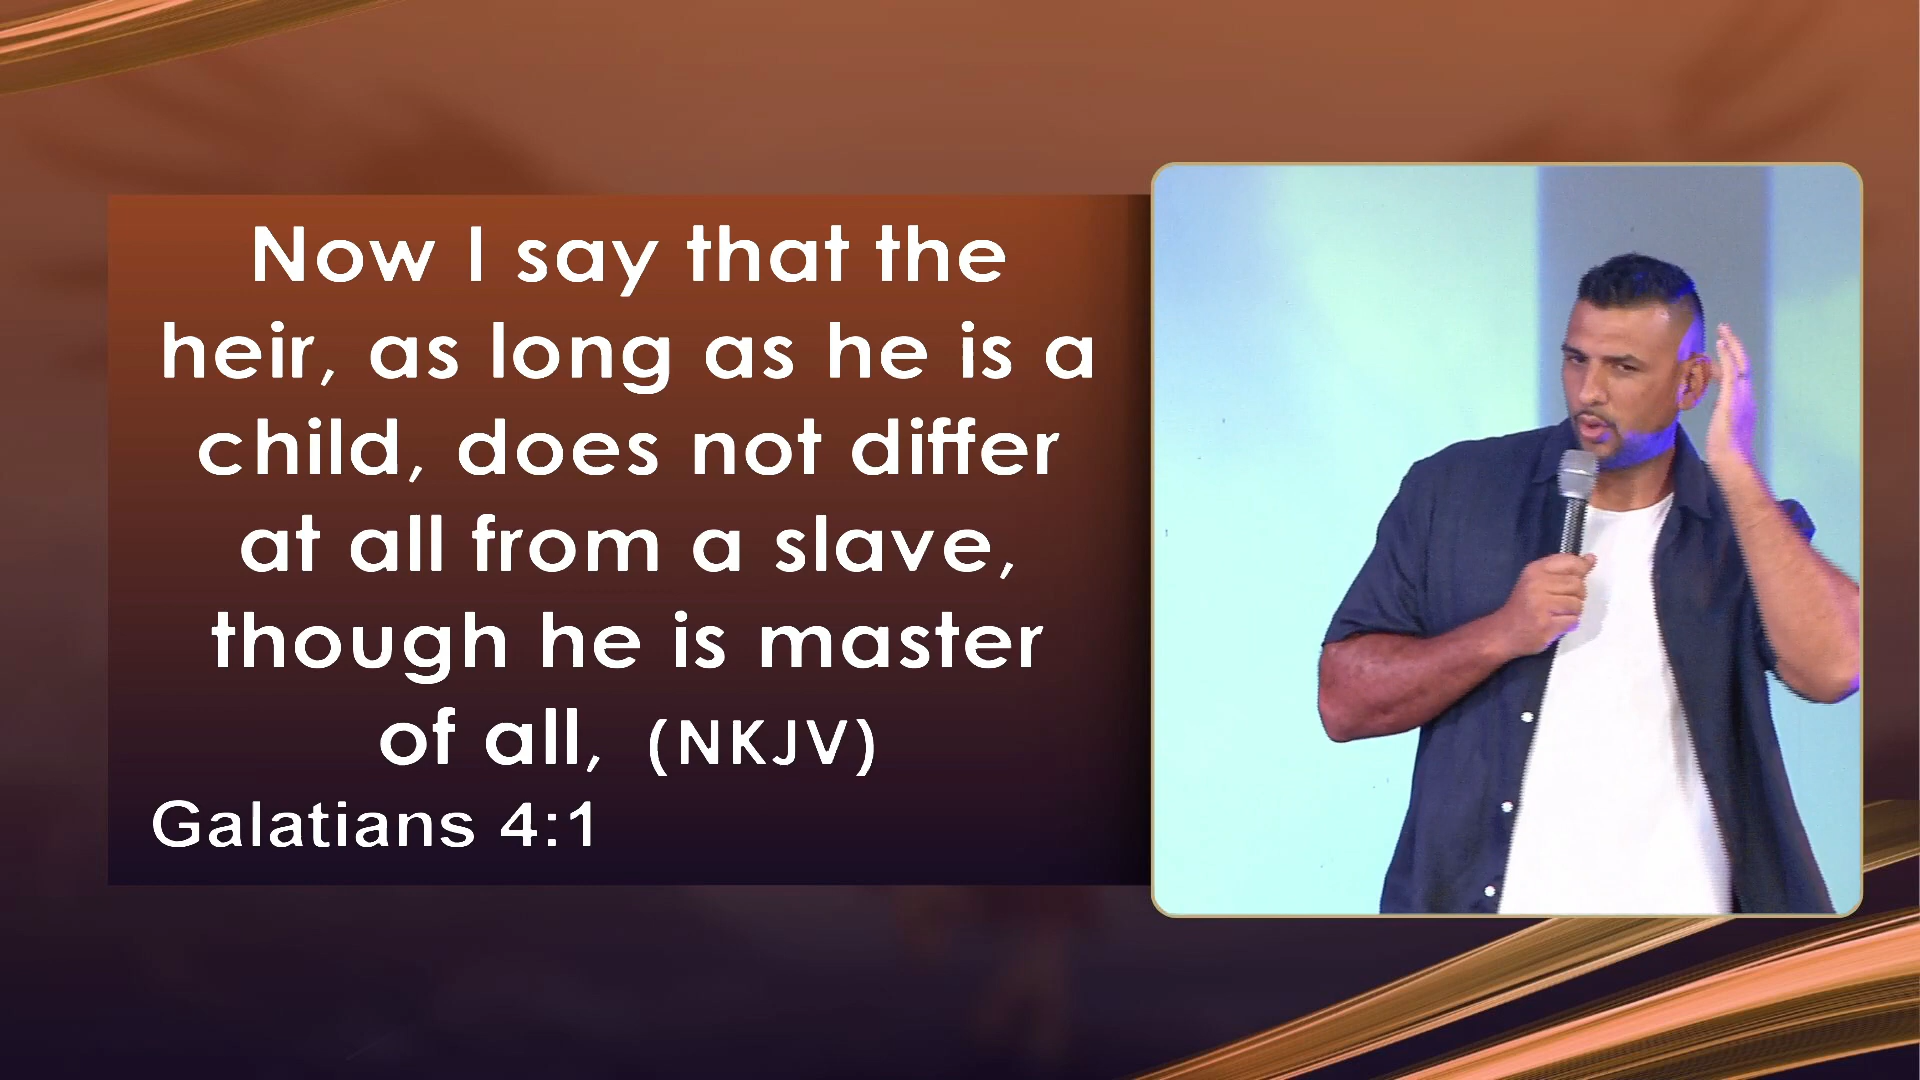 Now I say that the
heir, as long as he is a
child, does not differ
at all from a slave,
though he is master
of all, (NKJV)
Galatians 4:1